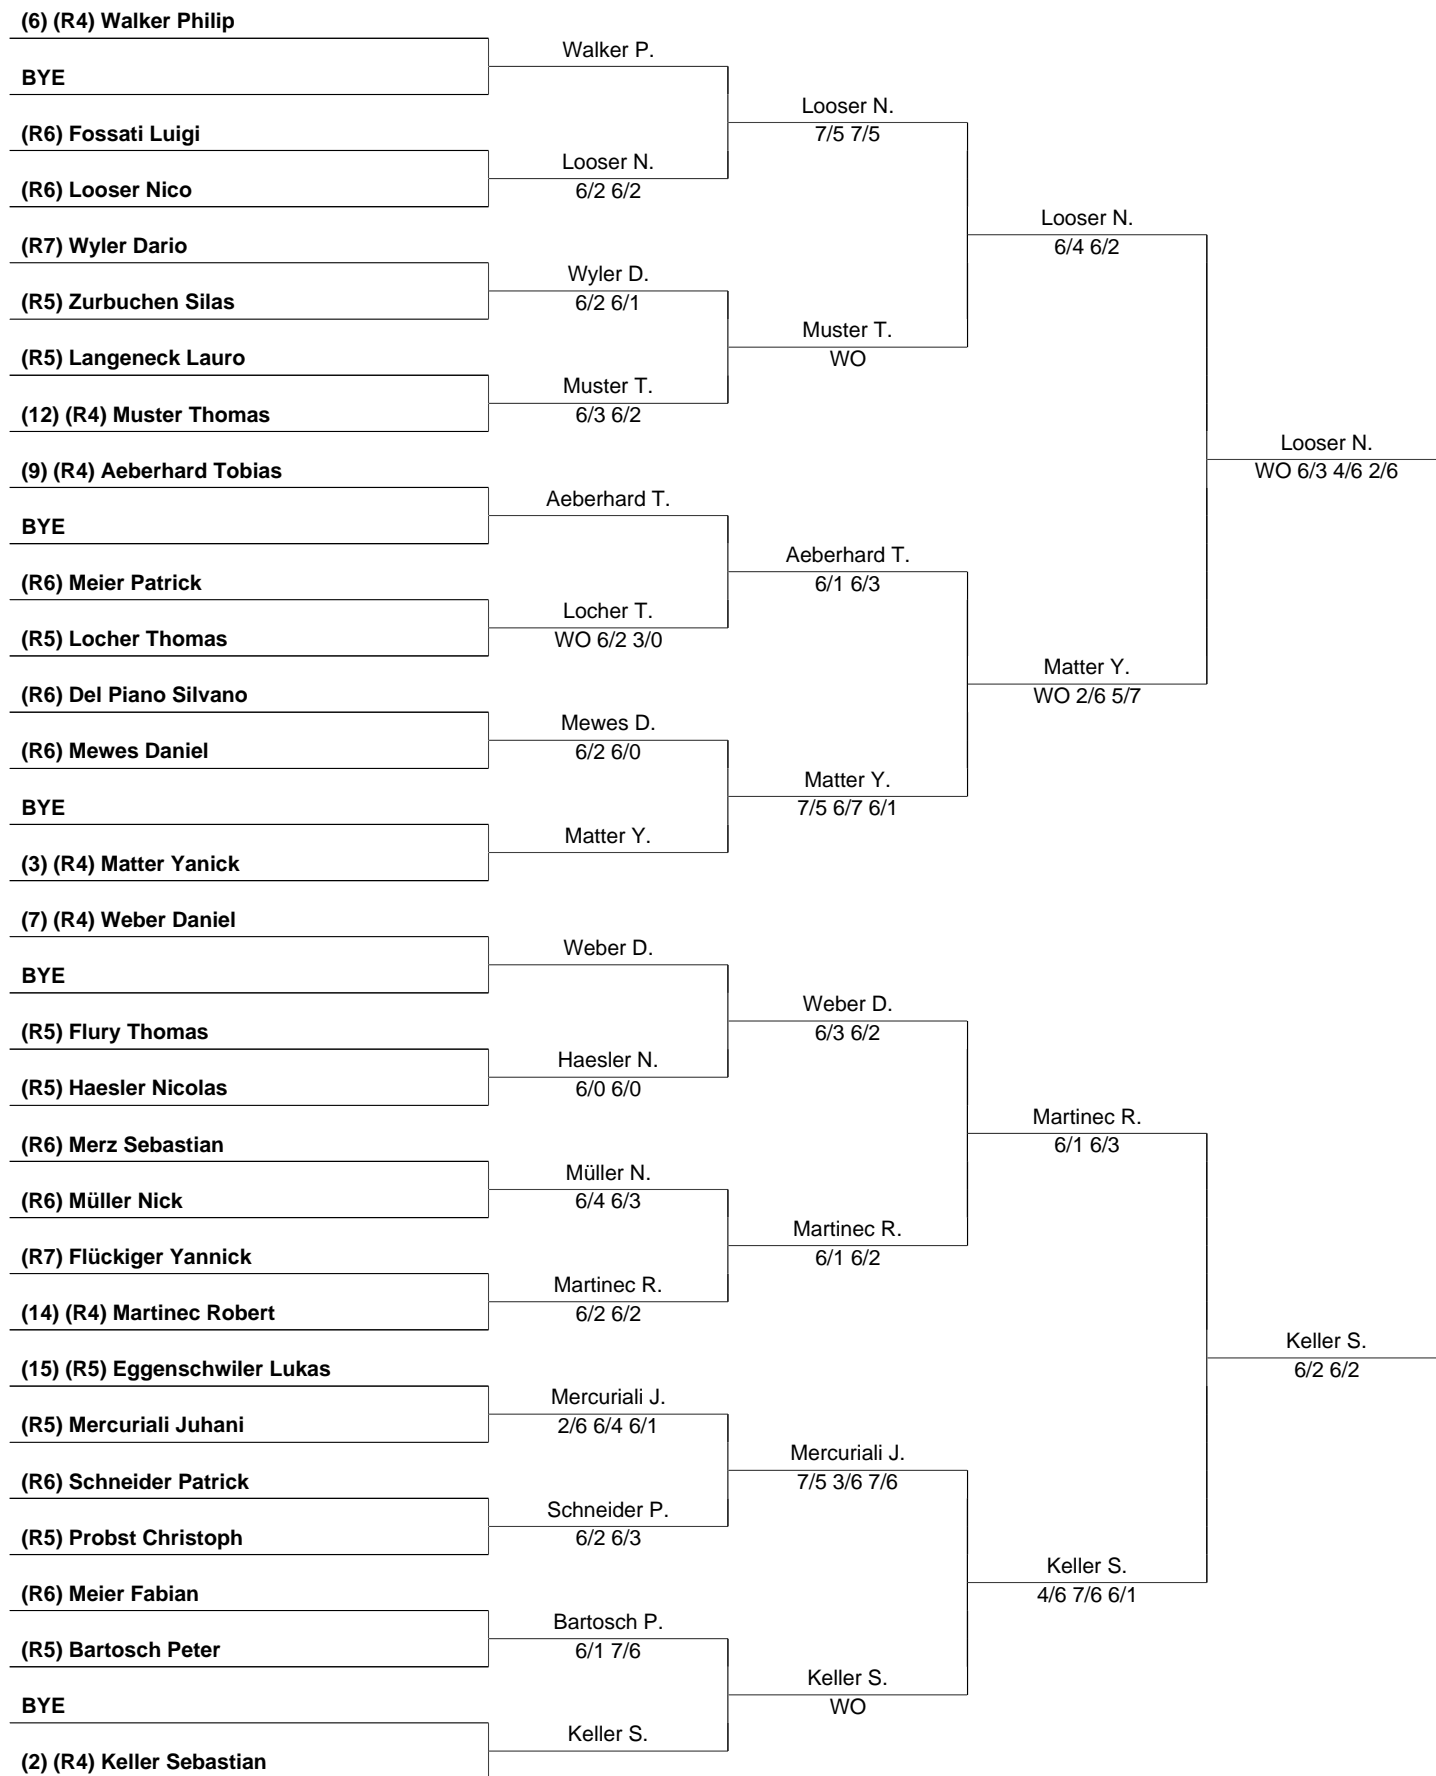 (6) (R4) Walker Philip
BYE
(R6) Fossati Luigi
(R6) Looser Nico
(R7) Wyler Dario
(R5) Zurbuchen Silas
(R5) Langeneck Lauro
(12) (R4) Muster Thomas
(9) (R4) Aeberhard Tobias
BYE
(R6) Meier Patrick
(R5) Locher Thomas
(R6) Del Piano Silvano
(R6) Mewes Daniel
BYE
(3) (R4) Matter Yanick
(7) (R4) Weber Daniel
BYE
(R5) Flury Thomas
(R5) Haesler Nicolas
(R6) Merz Sebastian
(R6) Müller Nick
(R7) Flückiger Yannick
(14) (R4) Martinec Robert
(15) (R5) Eggenschwiler Lukas
(R5) Mercuriali Juhani
(R6) Schneider Patrick
(R5) Probst Christoph
(R6) Meier Fabian
(R5) Bartosch Peter
BYE
(2) (R4) Keller Sebastian
Walker P.
Looser N.
6/2 6/2
Wyler D.
6/2 6/1
Muster T.
6/3 6/2
Aeberhard T.
Locher T.
WO 6/2 3/0
Mewes D.
6/2 6/0
Matter Y.
Weber D.
Haesler N.
6/0 6/0
Müller N.
6/4 6/3
Martinec R.
6/2 6/2
Mercuriali J.
2/6 6/4 6/1
Schneider P.
6/2 6/3
Bartosch P.
6/1 7/6
Keller S.
Looser N.
7/5 7/5
Muster T.
WO
Aeberhard T.
6/1 6/3
Matter Y.
7/5 6/7 6/1
Weber D.
6/3 6/2
Martinec R.
6/1 6/2
Mercuriali J.
7/5 3/6 7/6
Keller S.
WO
Looser N.
6/4 6/2
Matter Y.
WO 2/6 5/7
Martinec R.
6/1 6/3
Keller S.
4/6 7/6 6/1
Looser N.
WO 6/3 4/6 2/6
Keller S.
6/2 6/2